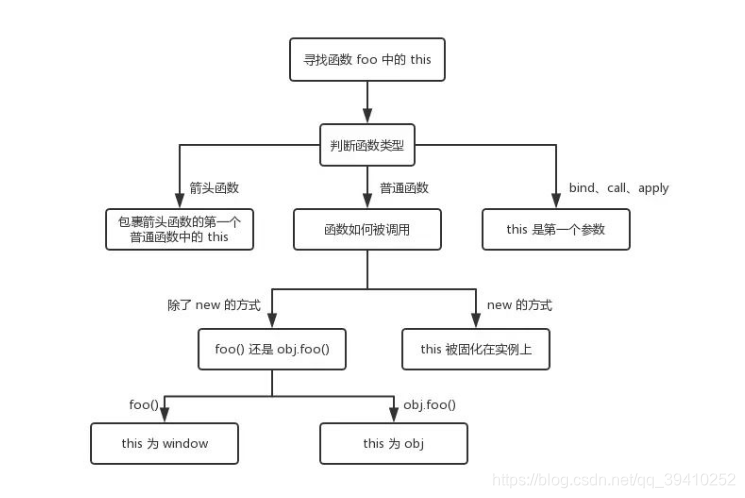 寻找函数 foo 中的 this
判断函数类型
箭头函数
普通函数
bind、call、apply
包裹箭头函数的第一个
普通函数中的 this
函数如何被调用
this 是第一个参数
除了 new 的方式
new 的方式
foo() 还是 obj.foo()
this 被固化在实例上
foo()
obj.foo()
this 为 window
this 为 obj
https://blog.csdn.net/qq_39410252